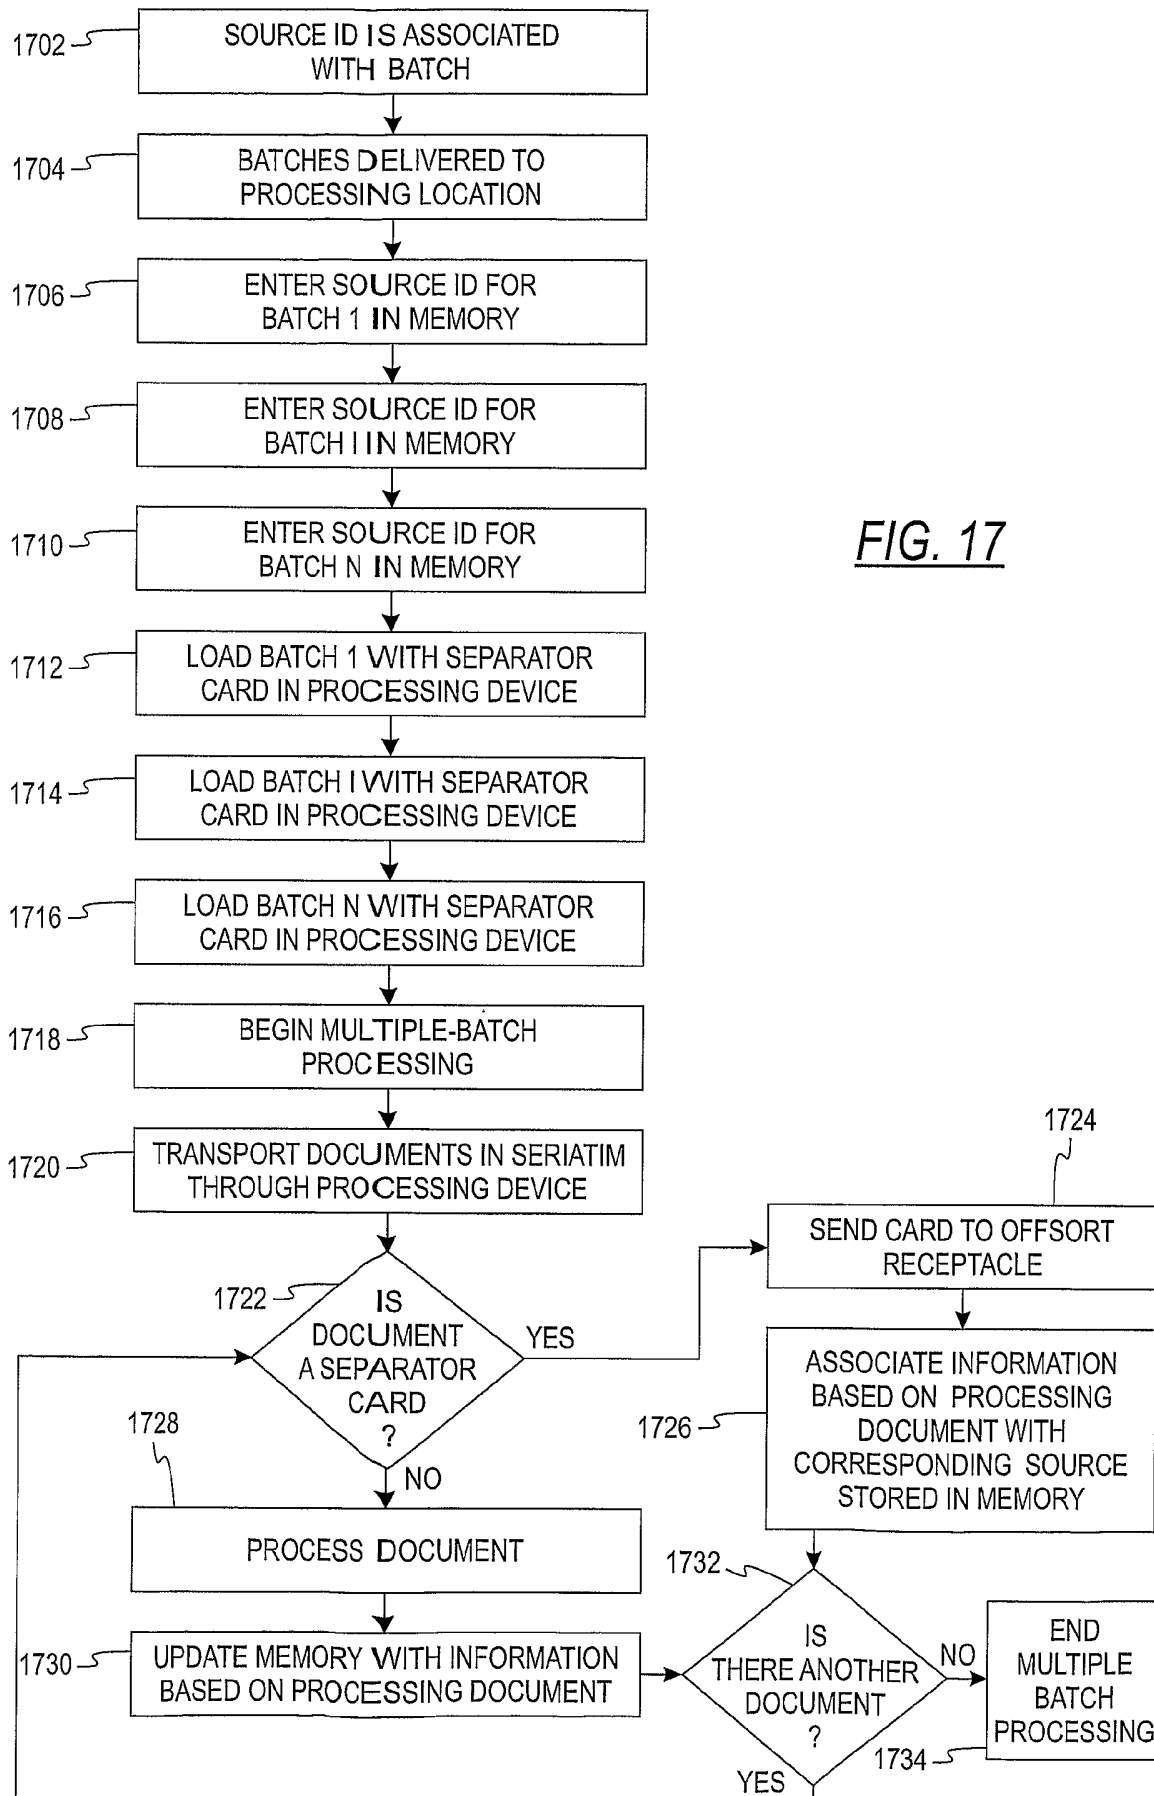 1702
SOURCE ID IS ASSOCIATED
WITH BATCH
1704
BATCHES DELIVERED TO
PROCESSING LOCATION
1706
ENTER SOURCE ID FOR
BATCH 1 IN MEMORY
1708
ENTER SOURCE ID FOR
BATCH I IN MEMORY
1710
ENTER SOURCE ID FOR
BATCH N IN MEMORY
FIG. 17
1712
LOAD BATCH 1 WITH SEPARATOR
CARD IN PROCESSING DEVICE
1714
LOAD BATCH I WITH SEPARATOR
CARD IN PROCESSING DEVICE
1716
LOAD BATCH N WITH SEPARATOR
CARD IN PROCESSING DEVICE
1718
BEGIN MULTIPLE-BATCH
PROCESSING
1720
TRANSPORT DOCUMENTS IN SERIATIM
THROUGH PROCESSING DEVICE
1722
IS
DOCUMENT
A SEPARATOR
CARD
?
YES
NO
1724
SEND CARD TO OFFSORT
RECEPTACLE
1726
ASSOCIATE INFORMATION
BASED ON PROCESSING
DOCUMENT WITH
CORRESPONDING SOURCE
STORED IN MEMORY
1728
PROCESS DOCUMENT
1730
UPDATE MEMORY WITH INFORMATION
BASED ON PROCESSING DOCUMENT
1732
IS
THERE ANOTHER
DOCUMENT
?
NO
YES
1734
END
MULTIPLE
BATCH
PROCESSING